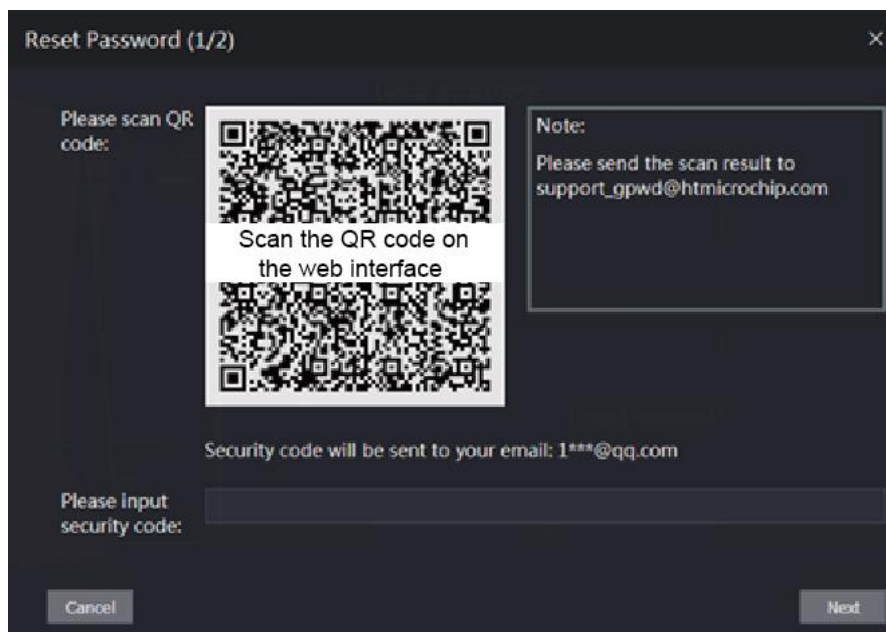 Reset Password (1/2)
×
Please scan QR
code:
Scan the QR code on
the web interface
Note:
Please send the scan result to
support_gpwd@htmicrochip.com
Security code will be sent to your email: 1***@qq.com
Please input
security code:
Cancel
Next